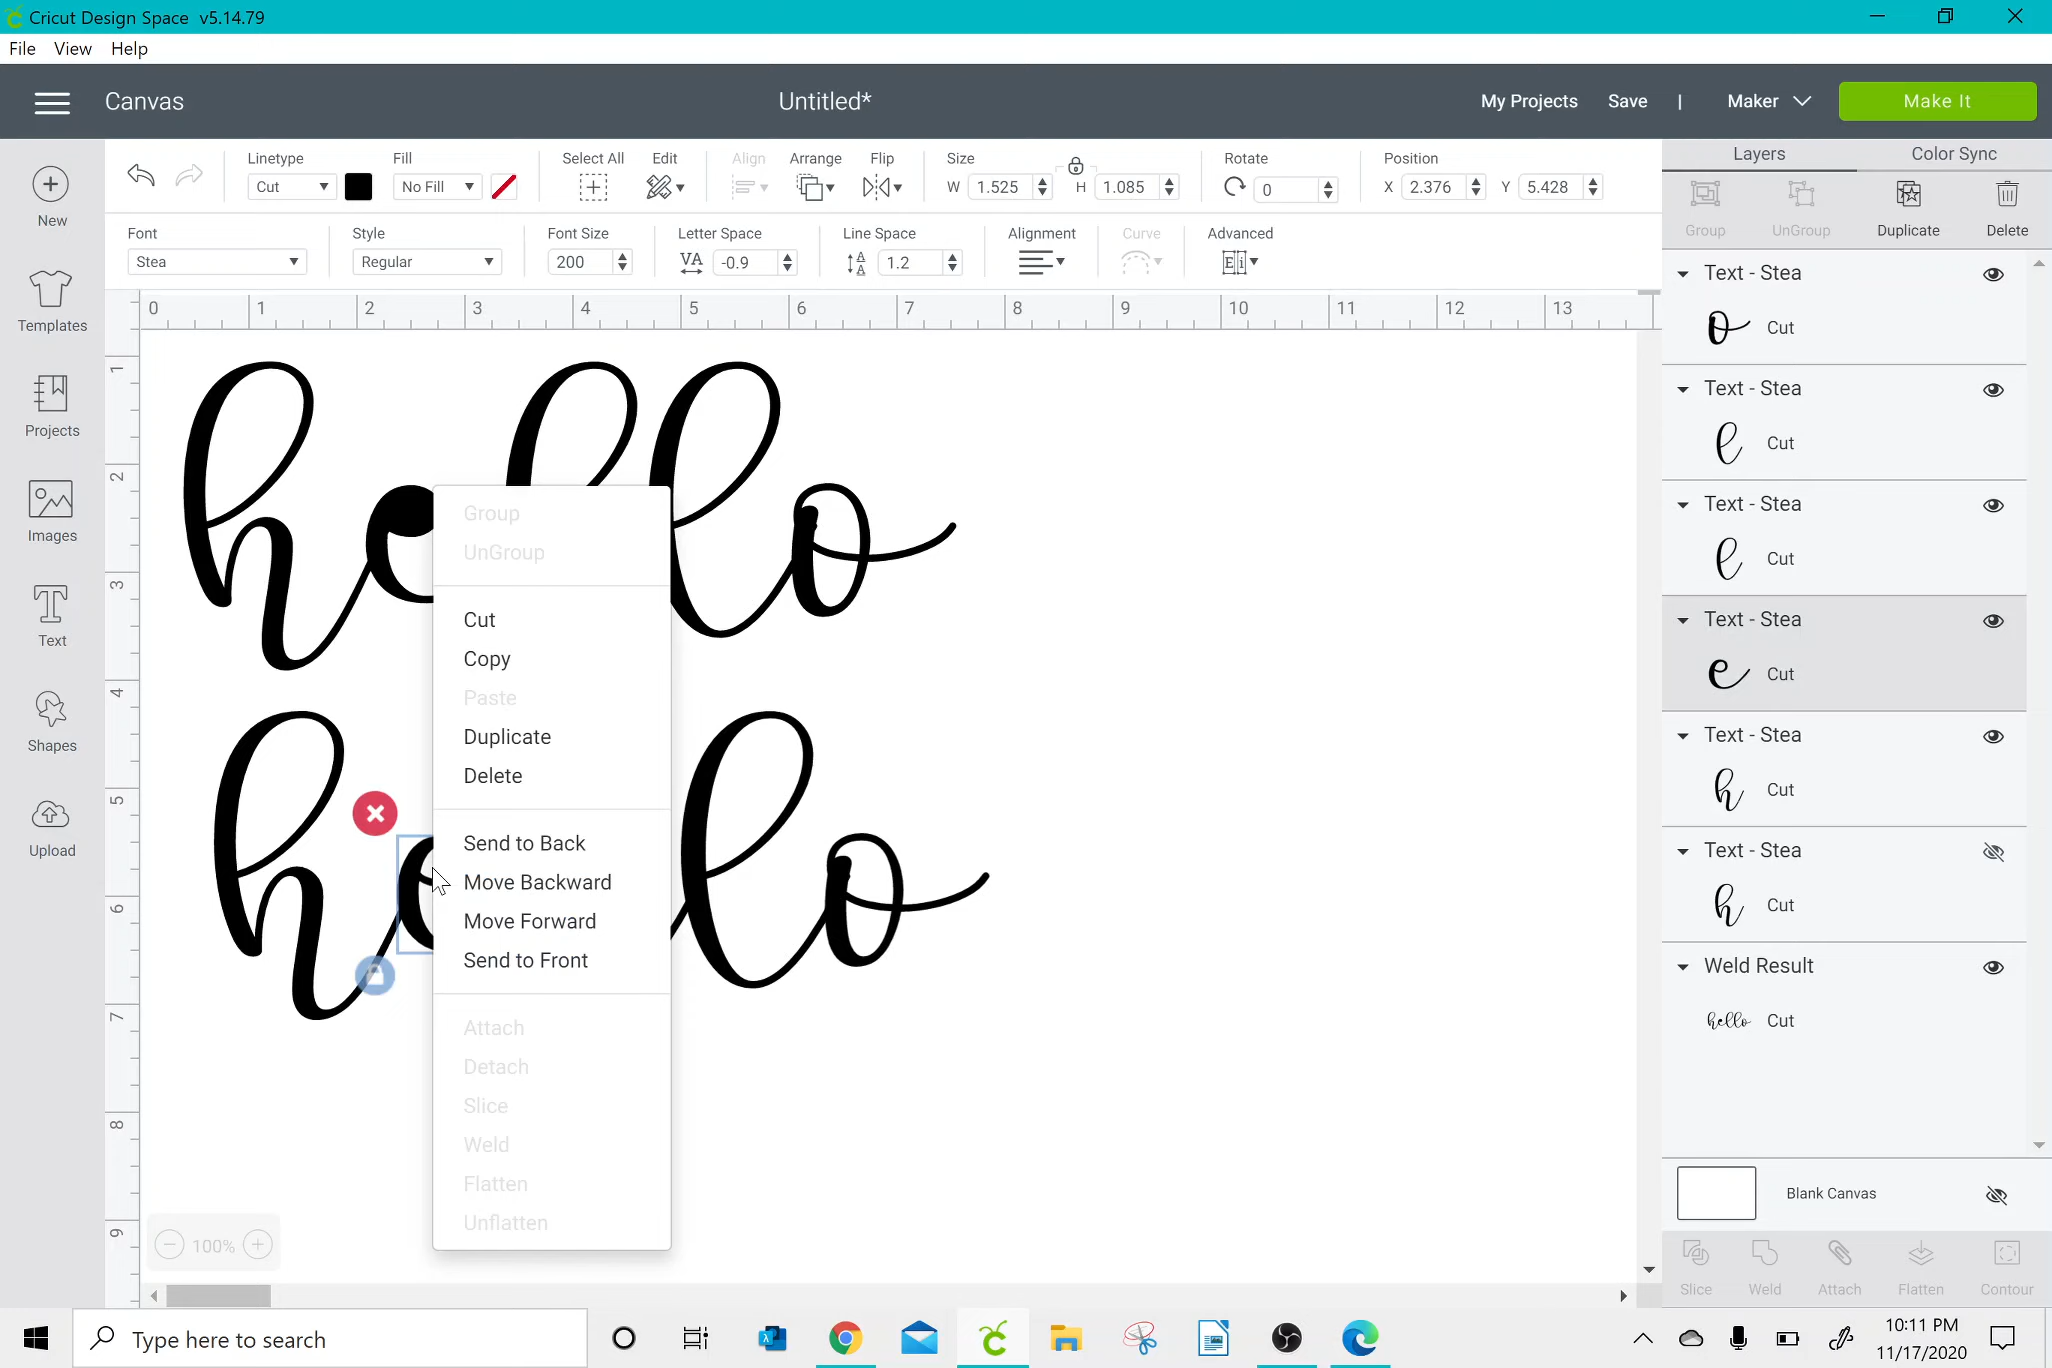 Cricut Design Space v5.14.79
File View Help
Canvas
Untitled*
My Projects Save | Maker Make It
Linetype Fill Select All Edit Align Arrange Flip Size Rotate Position
Cut No Fill W 1.525 H 1.085 0 X 2.376 Y 5.428
Font Style Font Size Letter Space Line Space Alignment Curve Advanced
Stea Regular 200 VA -0.9 1.2
New
Templates
Projects
Images
Text
Shapes
Upload
0 1 2 3 4 5 6 7 8 9 10 11 12 13
1
2
3
4
5
6
7
8
9
hello
h lo
Group
UnGroup
Cut
Copy
Paste
Duplicate
Delete
Send to Back
Move Backward
Move Forward
Send to Front
Attach
Detach
Slice
Weld
Flatten
Unflatten
100%
Layers Color Sync
Group UnGroup Duplicate Delete
Text - Stea
o Cut
Text - Stea
l Cut
Text - Stea
l Cut
Text - Stea
e Cut
Text - Stea
h Cut
Text - Stea
h Cut
Weld Result
hello Cut
Blank Canvas
Slice Weld Attach Flatten Contour
Type here to search
10:11 PM
11/17/2020